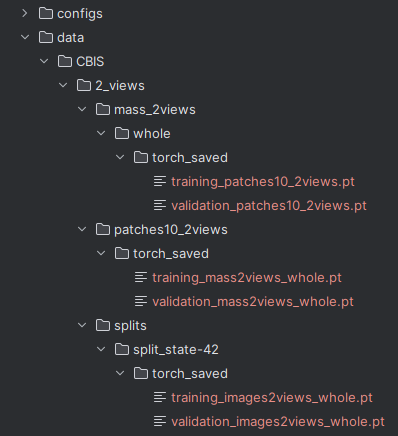 configs
data
CBIS
2_views
mass_2views
whole
torch_saved
training_patches10_2views.pt
validation_patches10_2views.pt
patches10_2views
torch_saved
training_mass2views_whole.pt
validation_mass2views_whole.pt
splits
split_state-42
torch_saved
training_images2views_whole.pt
validation_images2views_whole.pt